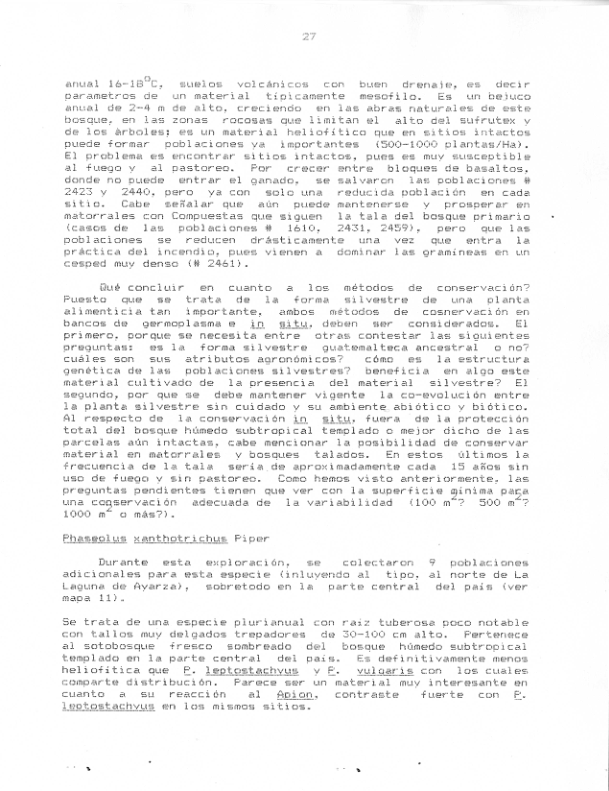 27
anual 16-18°C, suelos volcánicos con buen drenaje, es decir
parametros de un material típicamente mesofilo. Es un bejuco
anual de 2-4 m de alto, creciendo en las abras naturales de este
bosque, en las zonas rocosas que limitan el alto del sufrutex y
de los árboles; es un material heliofítico que en sitios intactos
puede formar poblaciones ya importantes (500-1000 plantas/Ha).
El problema es encontrar sitios intactos, pues es muy susceptible
al fuego y al pastoreo. Por crecer entre bloques de basaltos,
donde no puede entrar el ganado, se salvaron las poblaciones #
2423 y 2440, pero ya con solo una reducida población en cada
sitio. Cabe señalar que aún puede mantenerse y prosperar en
matorrales con Compuestas que siguen la tala del bosque primario
(casos de las poblaciones # 1610, 2431, 2459), pero que las
poblaciones se reducen drásticamente una vez que entra la
práctica del incendio, pues vienen a dominar las gramíneas en un
cesped muy denso (# 2461).
Qué concluir en cuanto a los métodos de conservación?
Puesto que se trata de la forma silvestre de una planta
alimenticia tan importante, ambos métodos de cosnervación en
bancos de germoplasma e in situ, deben ser considerados. El
primero, porque se necesita entre otras contestar las siguientes
preguntas: es la forma silvestre guatemalteca ancestral o no?
cuáles son sus atributos agronómicos? cómo es la estructura
genética de las poblaciones silvestres? beneficia en algo este
material cultivado de la presencia del material silvestre? El
segundo, por que se debe mantener vigente la co-evolución entre
la planta silvestre sin cuidado y su ambiente abiótico y biótico.
Al respecto de la conservación in situ, fuera de la protección
total del bosque húmedo subtropical templado o mejor dicho de las
parcelas aún intactas, cabe mencionar la posibilidad de conservar
material en matorrales y bosques talados. En estos últimos la
frecuencia de la tala seria de aproximadamente cada 15 años sin
uso de fuego y sin pastoreo. Como hemos visto anteriormente, las
preguntas pendientes tienen que ver con la superficie mínima para
una conservación adecuada de la variabilidad (100 m²? 500 m²?
1000 m² o más?).
Phaseolus xanthotrichus Piper
Durante esta exploración, se colectaron 9 poblaciones
adicionales para esta especie (inluyendo al tipo, al norte de La
Laguna de Ayarza), sobretodo en la parte central del país (ver
mapa 11).
Se trata de una especie plurianual con raíz tuberosa poco notable
con tallos muy delgados trepadores de 30-100 cm alto. Pertenece
al sotobosque fresco sombreado del bosque húmedo subtropical
templado en la parte central del país. Es definitivamente menos
heliofítica que P. leptostachyus y P. vulgaris con los cuales
comparte distribución. Parece ser un material muy interesante en
cuanto a su reacción al Apion, contraste fuerte con P.
leptostachyus en los mismos sitios.